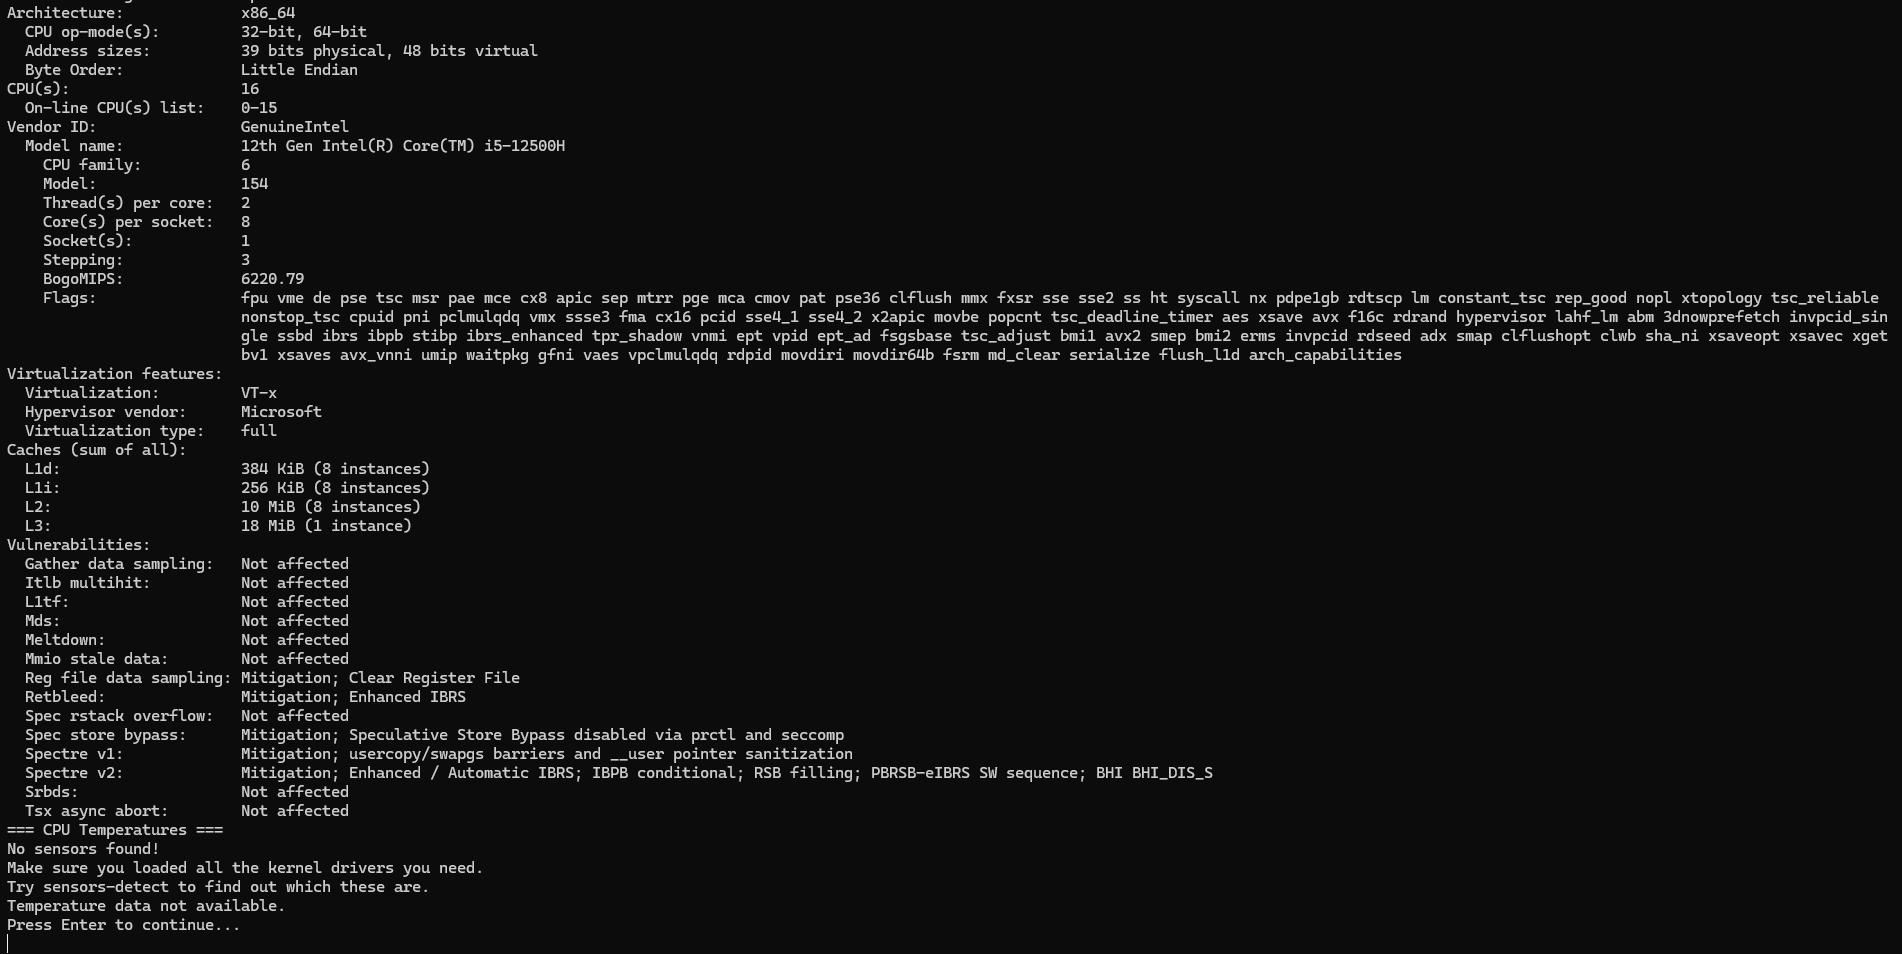 Architecture: x86_64
CPU op-mode(s): 32-bit, 64-bit
Address sizes: 39 bits physical, 48 bits virtual
Byte Order: Little Endian
CPU(s): 16
On-line CPU(s) list: 0-15
Vendor ID: GenuineIntel
Model name: 12th Gen Intel(R) Core(TM) i5-12500H
CPU family: 6
Model: 154
Thread(s) per core: 2
Core(s) per socket: 8
Socket(s): 1
Stepping: 3
BogoMIPS: 6220.79
Flags: fpu vme de pse tsc msr pae mce cx8 apic sep mtrr pge mca cmov pat pse36 clflush mmx fxsr sse sse2 ss ht syscall nx pdpe1gb rdtscp lm constant_tsc rep_good nopl xtopology tsc_reliable
nonstop_tsc cpuid pni pclmulqdq vmx ssse3 fma cx16 pcid sse4_1 sse4_2 x2apic movbe popcnt tsc_deadline_timer aes xsave avx f16c rdrand hypervisor lahf_lm abm 3dnowprefetch invpcid_sin
gle ssbd ibrs ibpb stibp ibrs_enhanced tpr_shadow vnmi ept vpid ept_ad fsgsbase tsc_adjust bmi1 avx2 smep bmi2 erms invpcid rdseed adx smap clflushopt clwb sha_ni xsaveopt xsavec xget
bv1 xsaves avx_vnni umip waitpkg gfni vaes vpclmulqdq rdpid movdiri movdir64b fsrm md_clear serialize flush_l1d arch_capabilities
Virtualization features:
Virtualization: VT-x
Hypervisor vendor: Microsoft
Virtualization type: full
Caches (sum of all):
L1d: 384 KiB (8 instances)
L1i: 256 KiB (8 instances)
L2: 10 MiB (8 instances)
L3: 18 MiB (1 instance)
Vulnerabilities:
Gather data sampling: Not affected
Itlb multihit: Not affected
L1tf: Not affected
Mds: Not affected
Meltdown: Not affected
Mmio stale data: Not affected
Reg file data sampling: Mitigation; Clear Register File
Retbleed: Mitigation; Enhanced IBRS
Spec rstack overflow: Not affected
Spec store bypass: Mitigation; Speculative Store Bypass disabled via prctl and seccomp
Spectre v1: Mitigation; usercopy/swapgs barriers and __user pointer sanitization
Spectre v2: Mitigation; Enhanced / Automatic IBRS; IBPB conditional; RSB filling; PBRSB-eIBRS SW sequence; BHI BHI_DIS_S
Srbds: Not affected
Tsx async abort: Not affected
=== CPU Temperatures ===
No sensors found!
Make sure you loaded all the kernel drivers you need.
Try sensors-detect to find out which these are.
Temperature data not available.
Press Enter to continue...